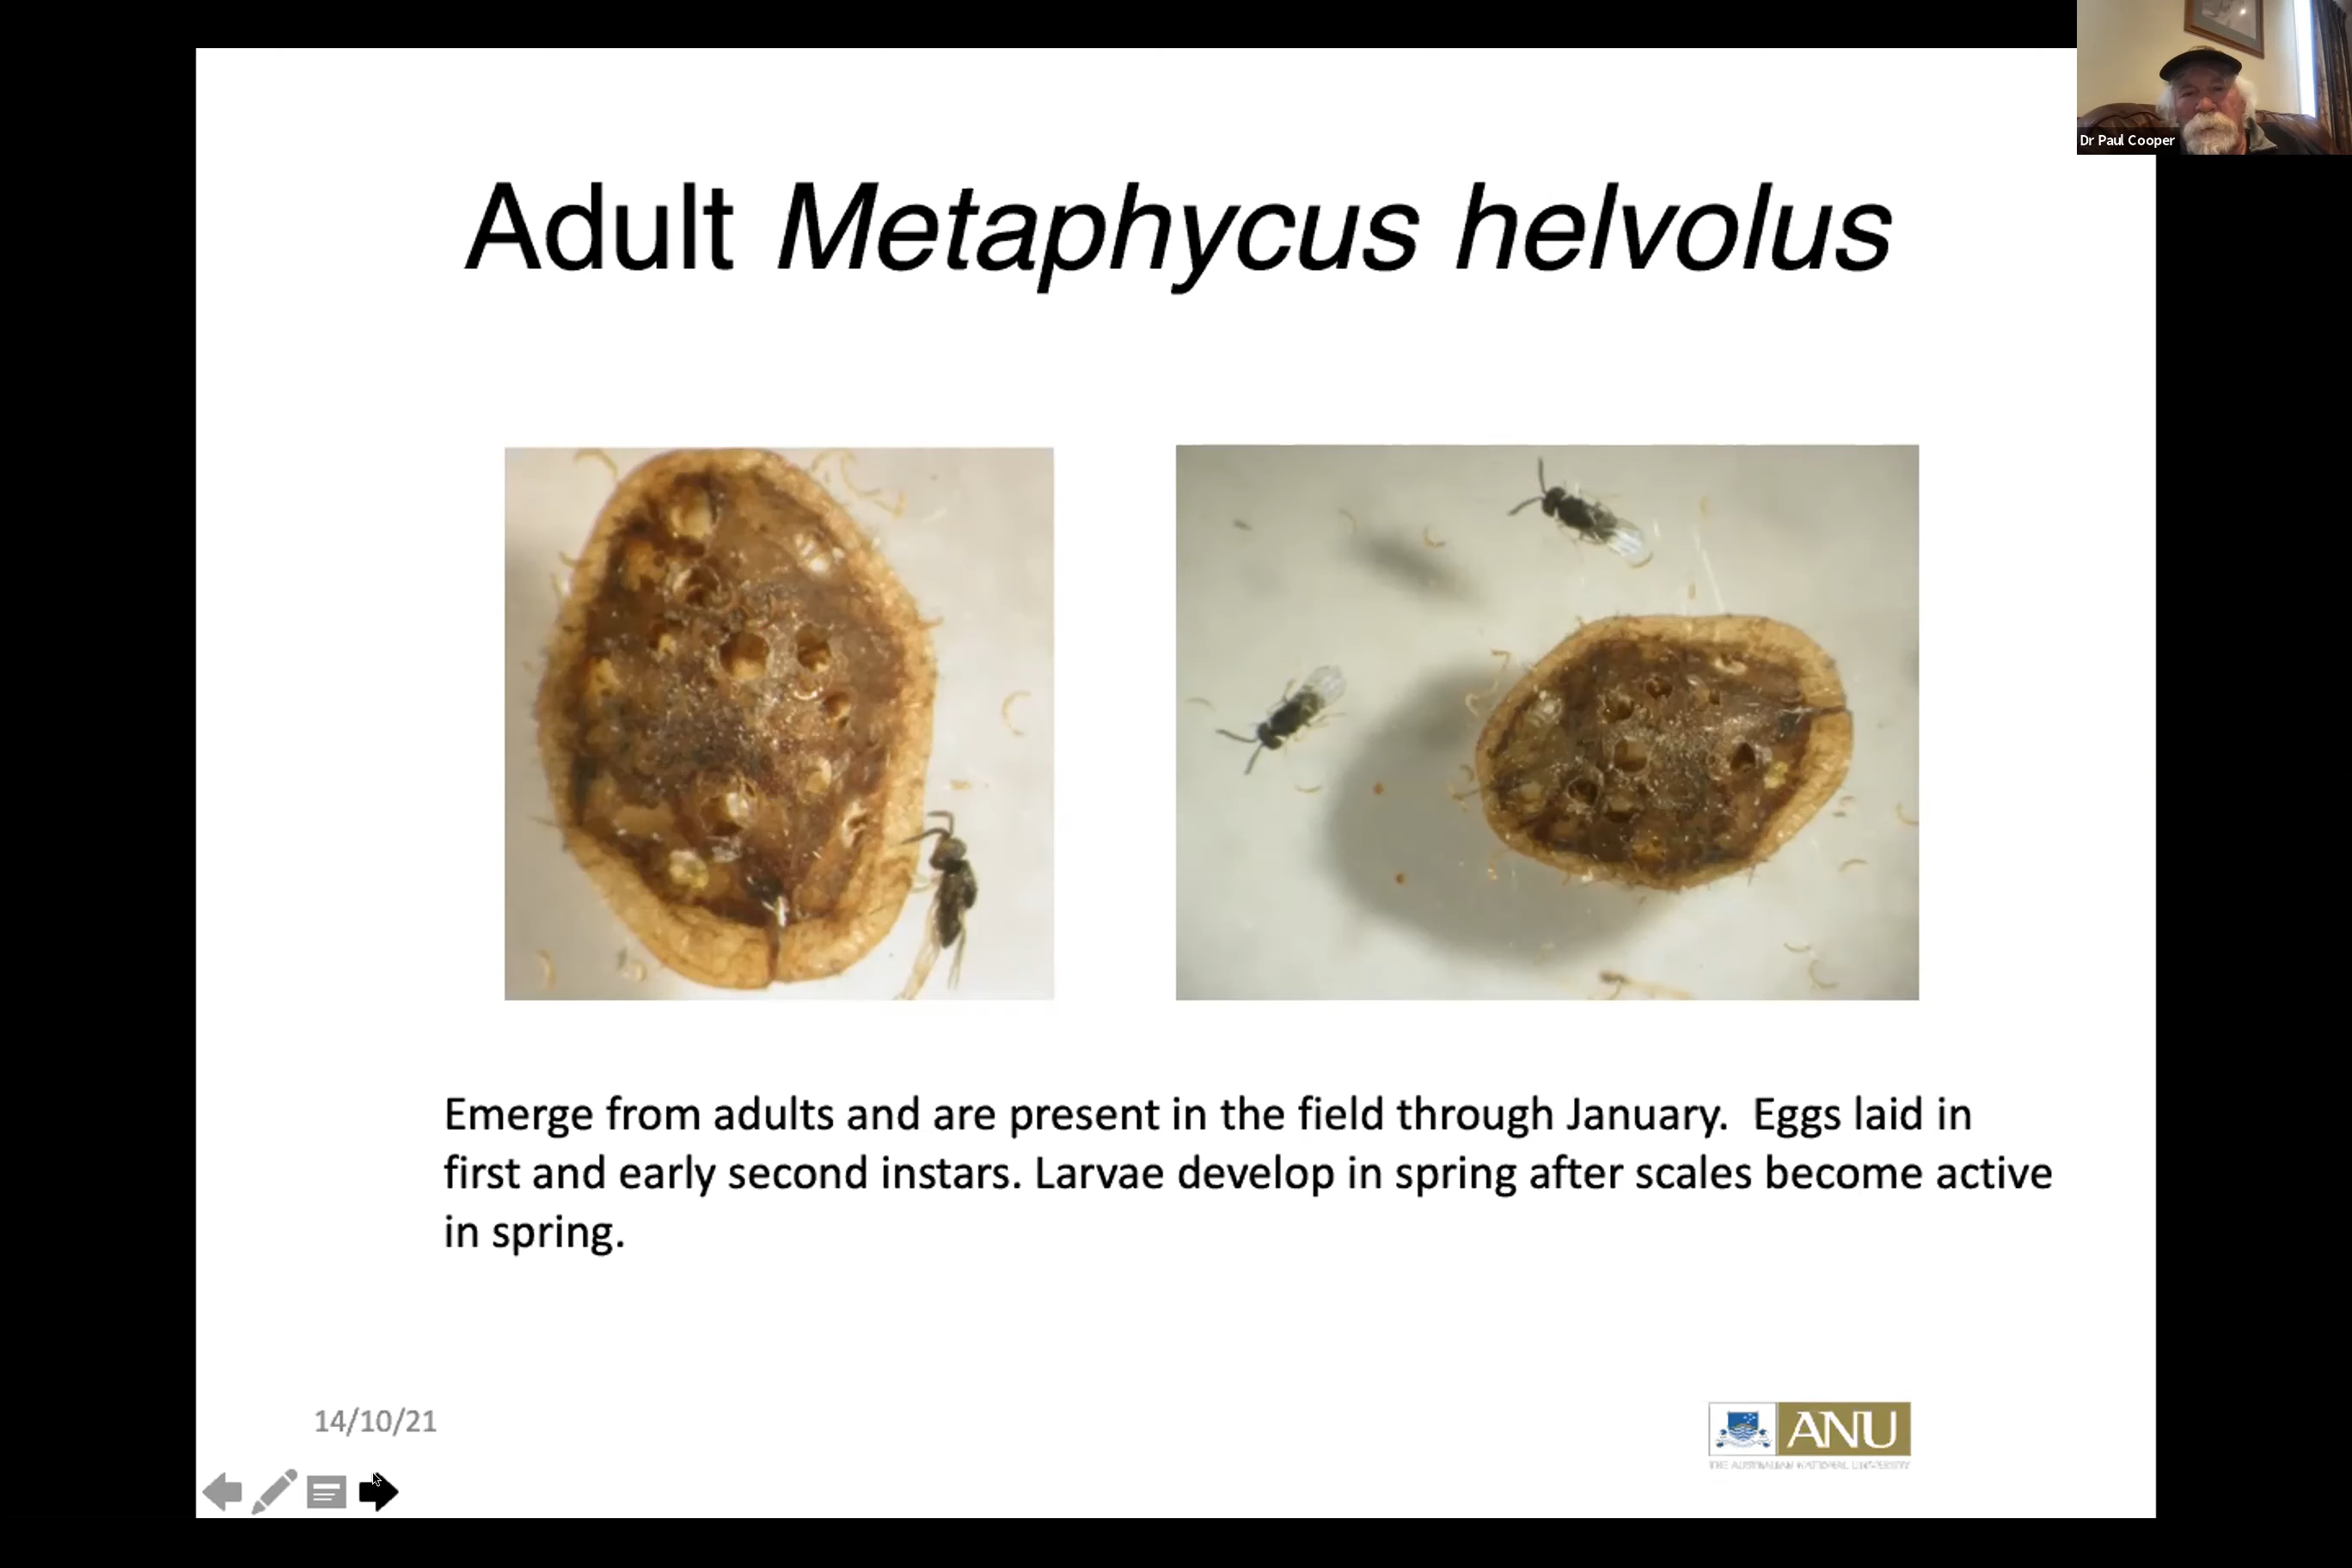 Dr Paul Cooper
Adult Metaphycus helvolus
Emerge from adults and are present in the field through January.  Eggs laid in
first and early second instars. Larvae develop in spring after scales become active
in spring.
14/10/21
ANU
THE AUSTRALIAN NATIONAL UNIVERSITY